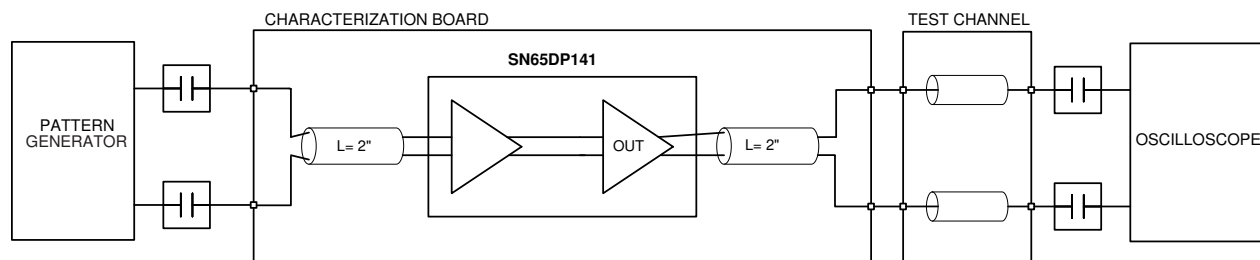 CHARACTERIZATION BOARD
TEST CHANNEL
SN65DP141
PATTERN
GENERATOR
L= 2"
OUT
L= 2"
OSCILLOSCOPE